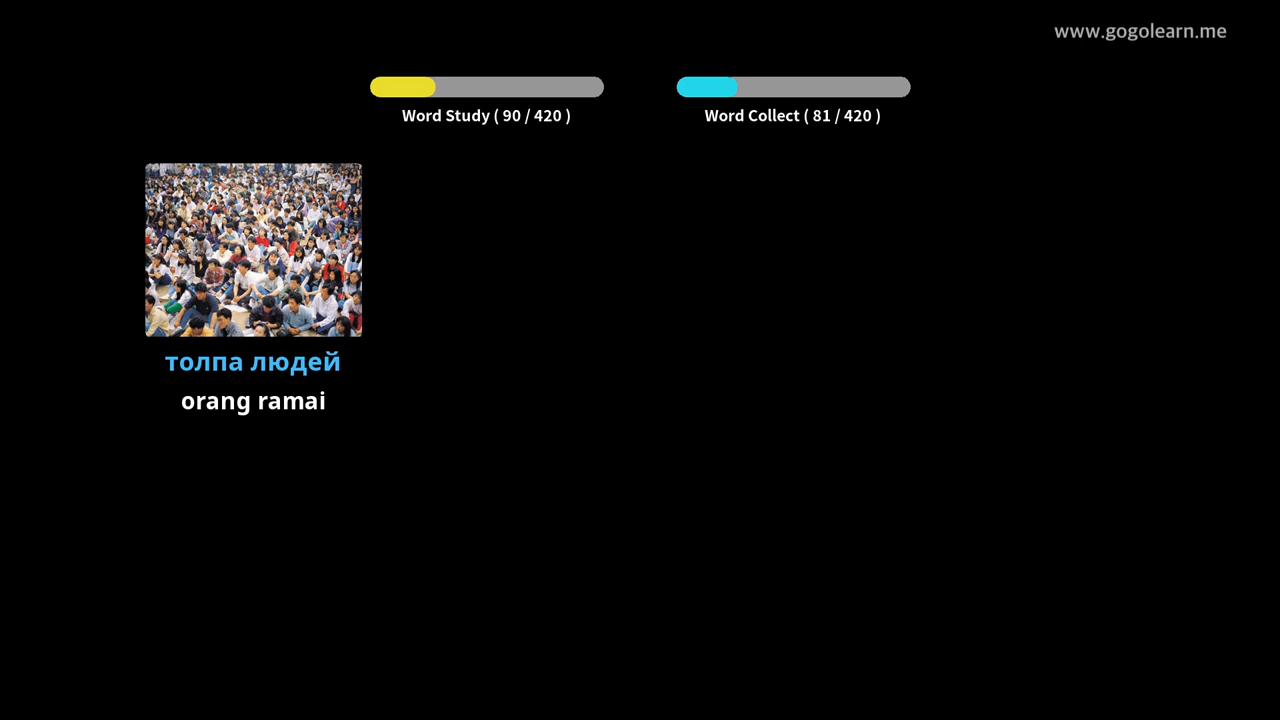 www.gogolearn.me
Word Study ( 90 / 420 )
Word Collect ( 81 / 420 )
толпа людей
orang ramai